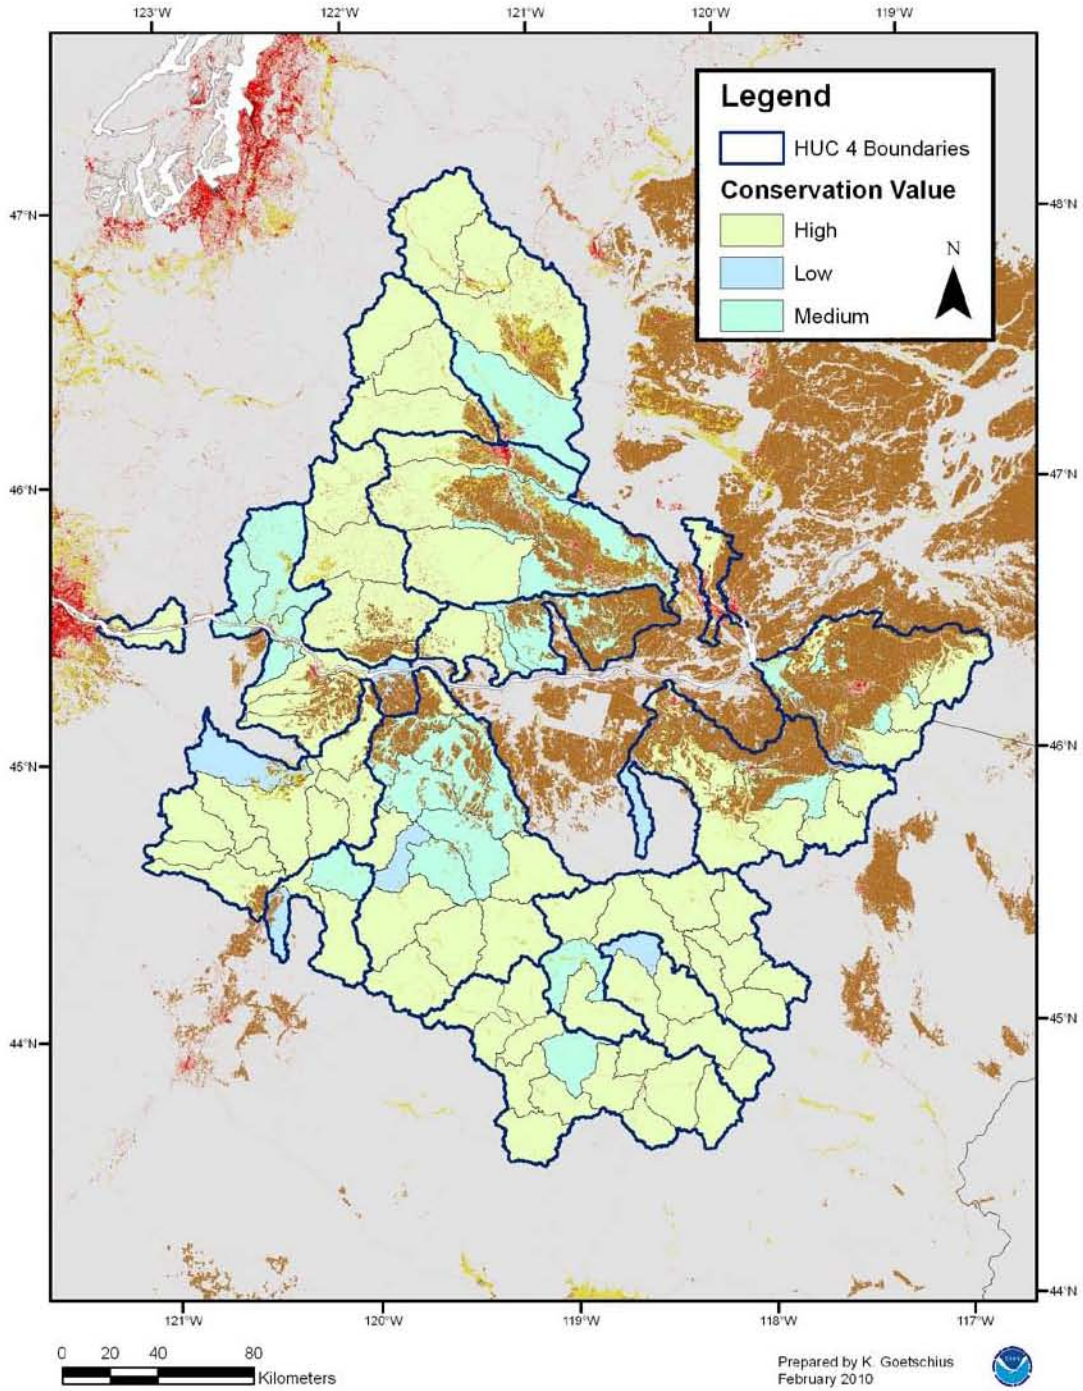 123°W 122°W 121°W 120°W 119°W
Legend
HUC 4 Boundaries
Conservation Value
High
Low
Medium
N
47°N
48°N
46°N
47°N
45°N
46°N
44°N
45°N
44°N
121°W 120°W 119°W 118°W 117°W
0 20 40 80
Kilometers
Prepared by K. Goetschius
February 2010